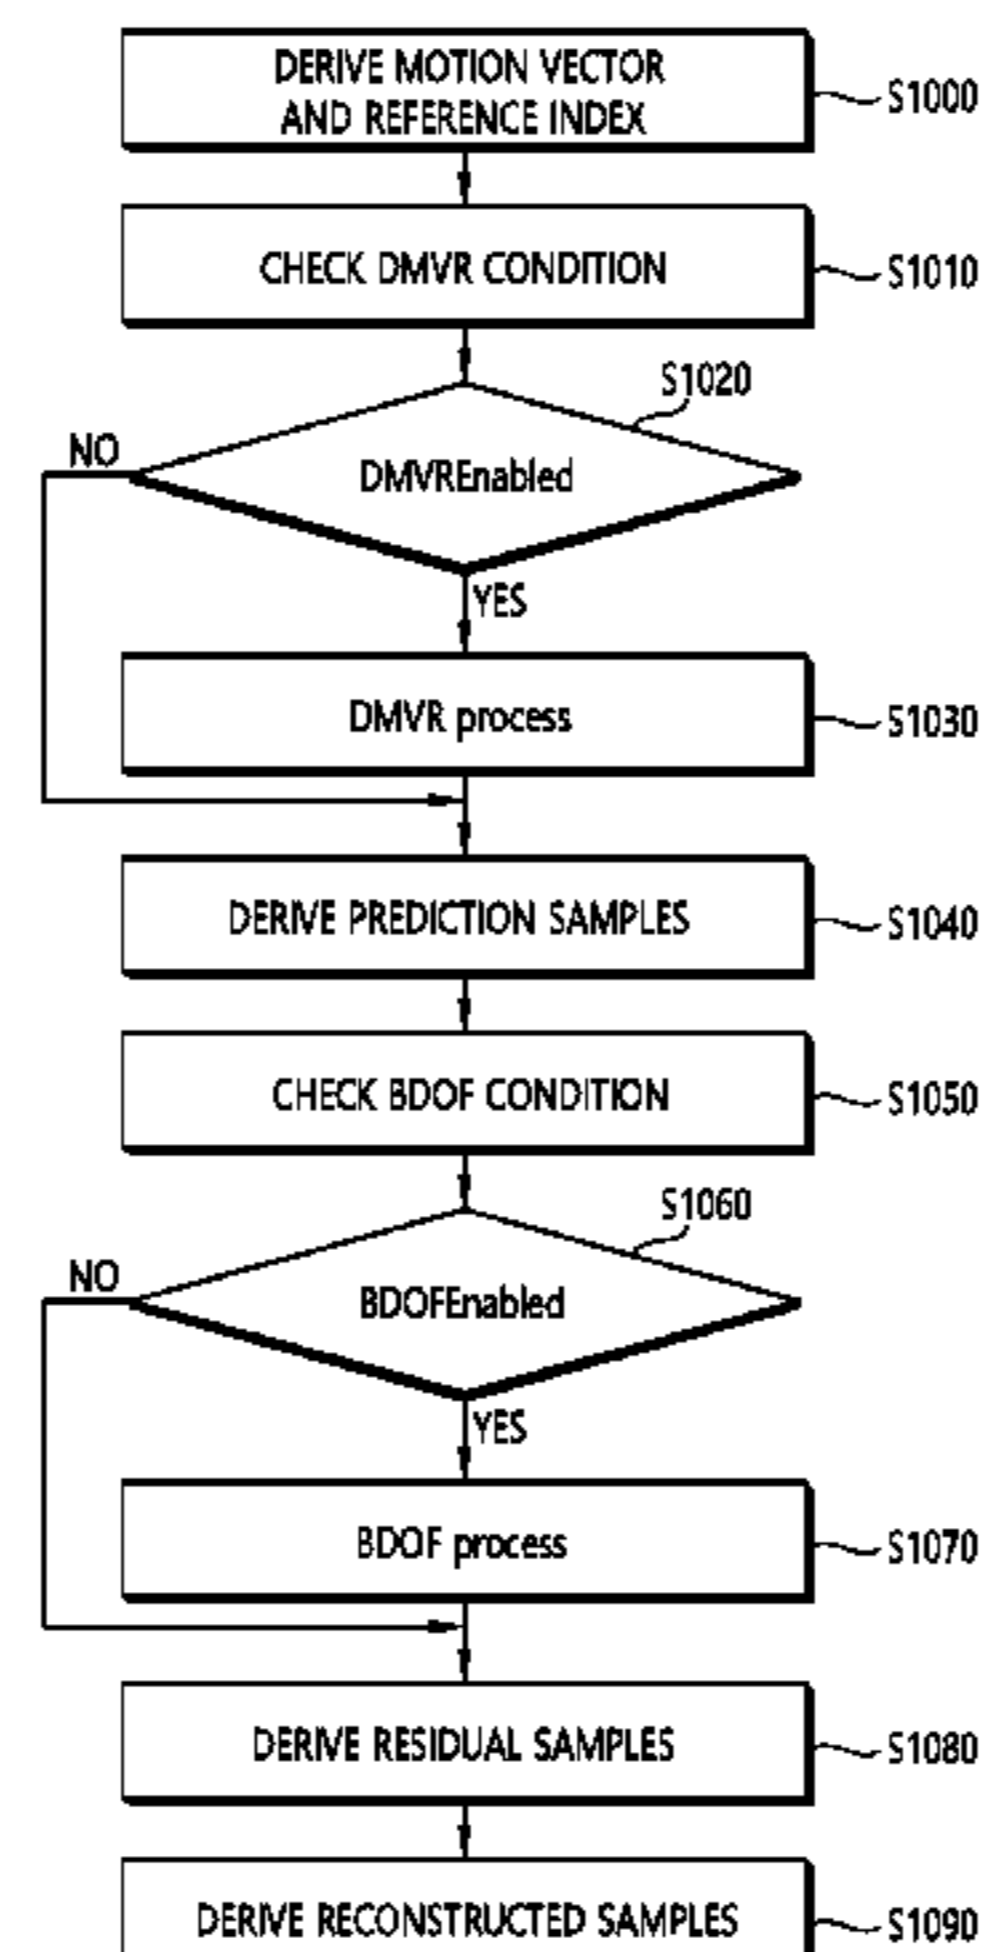 DERIVE MOTION VECTOR
AND REFERENCE INDEX
S1000
CHECK DMVR CONDITION
S1010
S1020
DMVREnabled
NO
YES
DMVR process
S1030
DERIVE PREDICTION SAMPLES
S1040
CHECK BDOF CONDITION
S1050
S1060
BDOFEnabled
NO
YES
BDOF process
S1070
DERIVE RESIDUAL SAMPLES
S1080
DERIVE RECONSTRUCTED SAMPLES
S1090